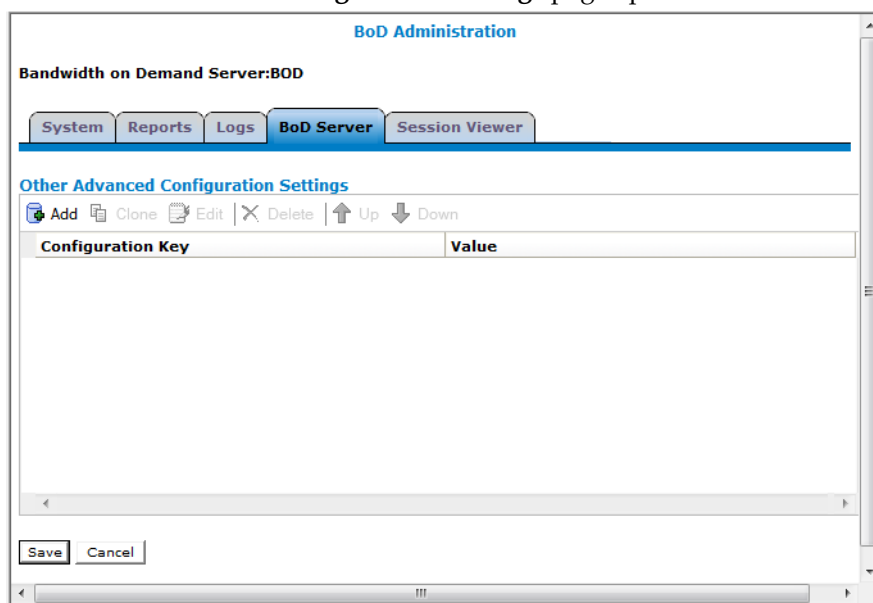 BoD Administration
Bandwidth on Demand Server:BOD
System Reports Logs BoD Server Session Viewer
Other Advanced Configuration Settings
Add Clone Edit Delete Up Down
Configuration Key Value
Save Cancel